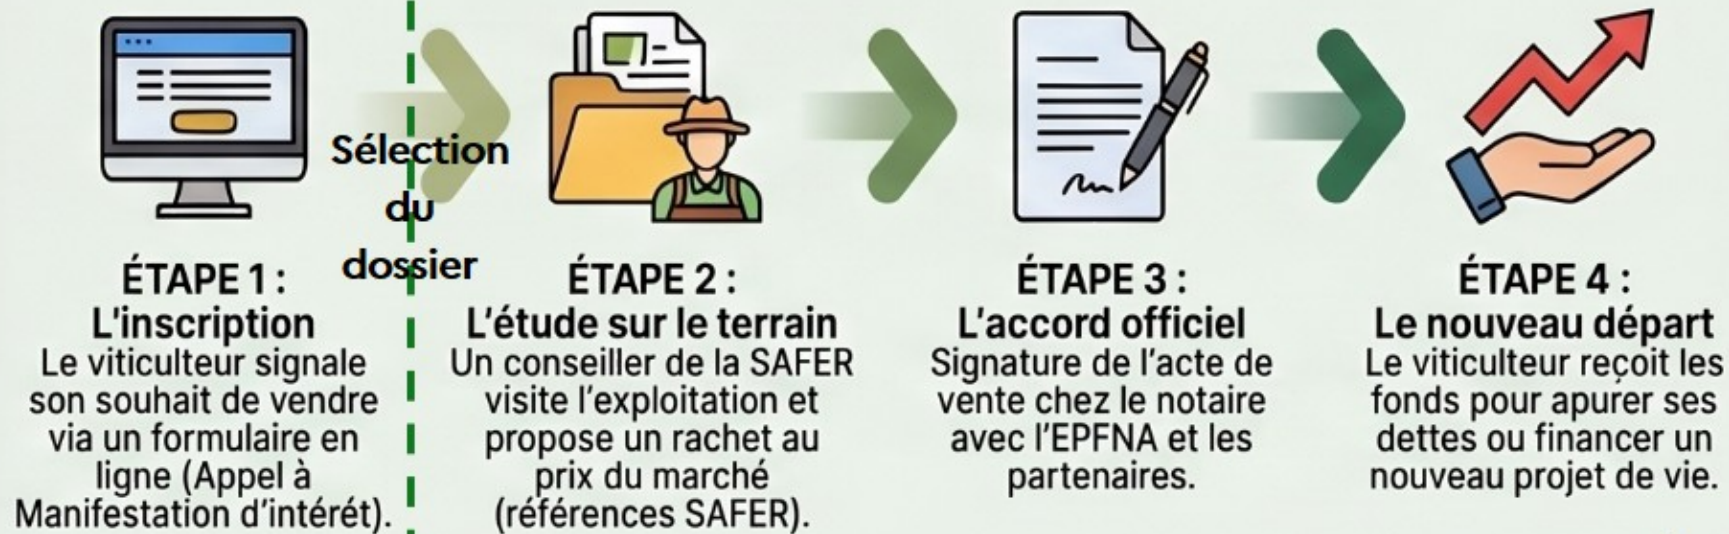 Sélection
du
dossier
ÉTAPE 1 :
L'inscription
Le viticulteur signale
son souhait de vendre
via un formulaire en
ligne (Appel à
Manifestation d'intérét).
ÉTAPE 2 :
L'étude sur le terrain
Un conseiller de la SAFER
visite l'exploitation et
propose un rachat au
prix du marché
(références SAFER).
ÉTAPE 3 :
L'accord officiel
Signature de l'acte de
vente chez le notaire
avec l'EPFNA et les
partenaires.
ÉTAPE 4 :
Le nouveau départ
Le viticulteur reçoit les
fonds pour apurer ses
dettes ou financer un
nouveau projet de vie.